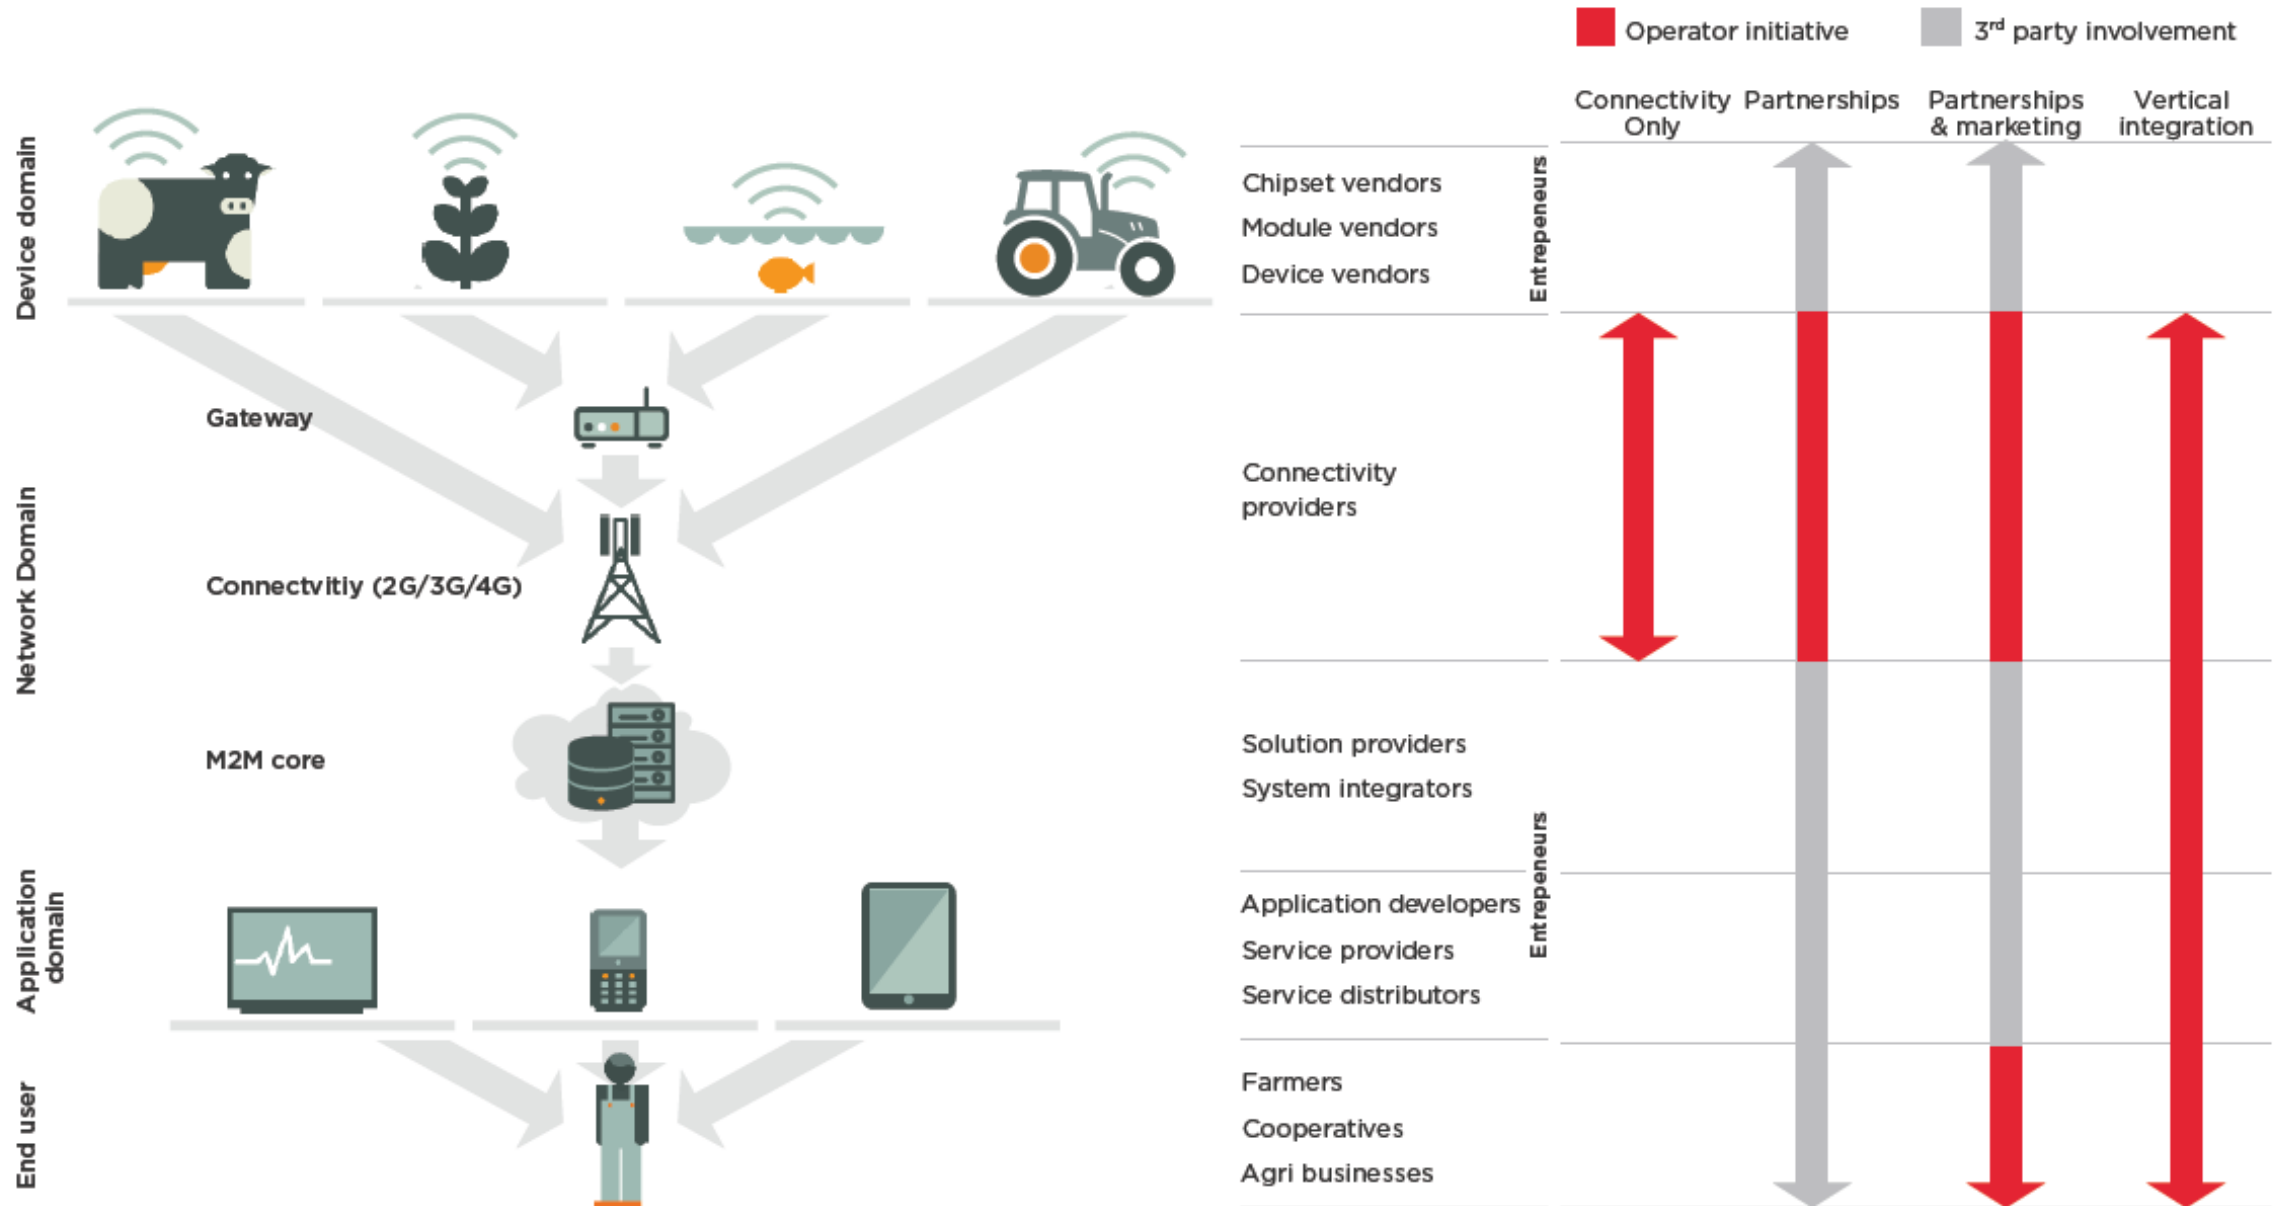 Operator initiative
3rd party involvement
Connectivity Only
Partnerships
Partnerships & marketing
Vertical integration
Device domain
Chipset vendors
Module vendors
Device vendors
Entrepeneurs
Gateway
Network Domain
Connectvitiy (2G/3G/4G)
Connectivity
providers
M2M core
Solution providers
System integrators
Entrepeneurs
Application
domain
Application developers
Service providers
Service distributors
End user
Farmers
Cooperatives
Agri businesses